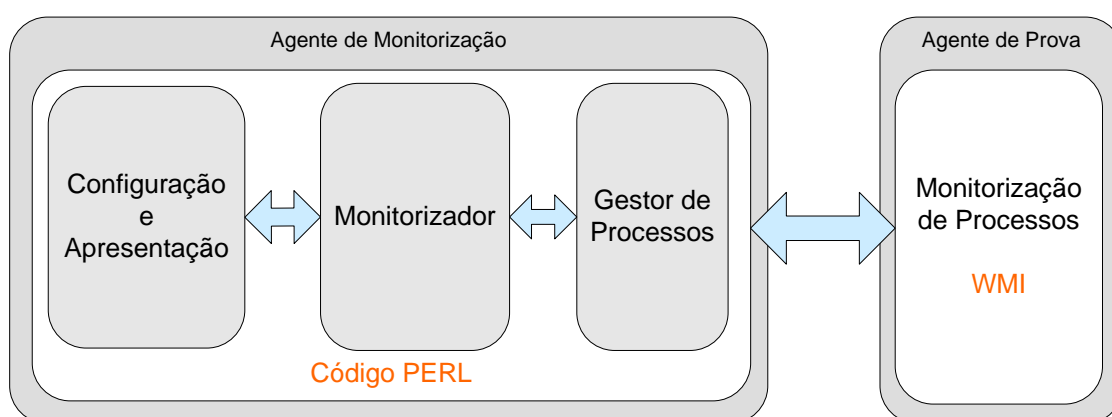 Agente de Monitorização
Agente de Prova
Configuração
e
Apresentação
Monitorizador
Gestor de
Processos
Monitorização
de Processos
WMI
Código PERL